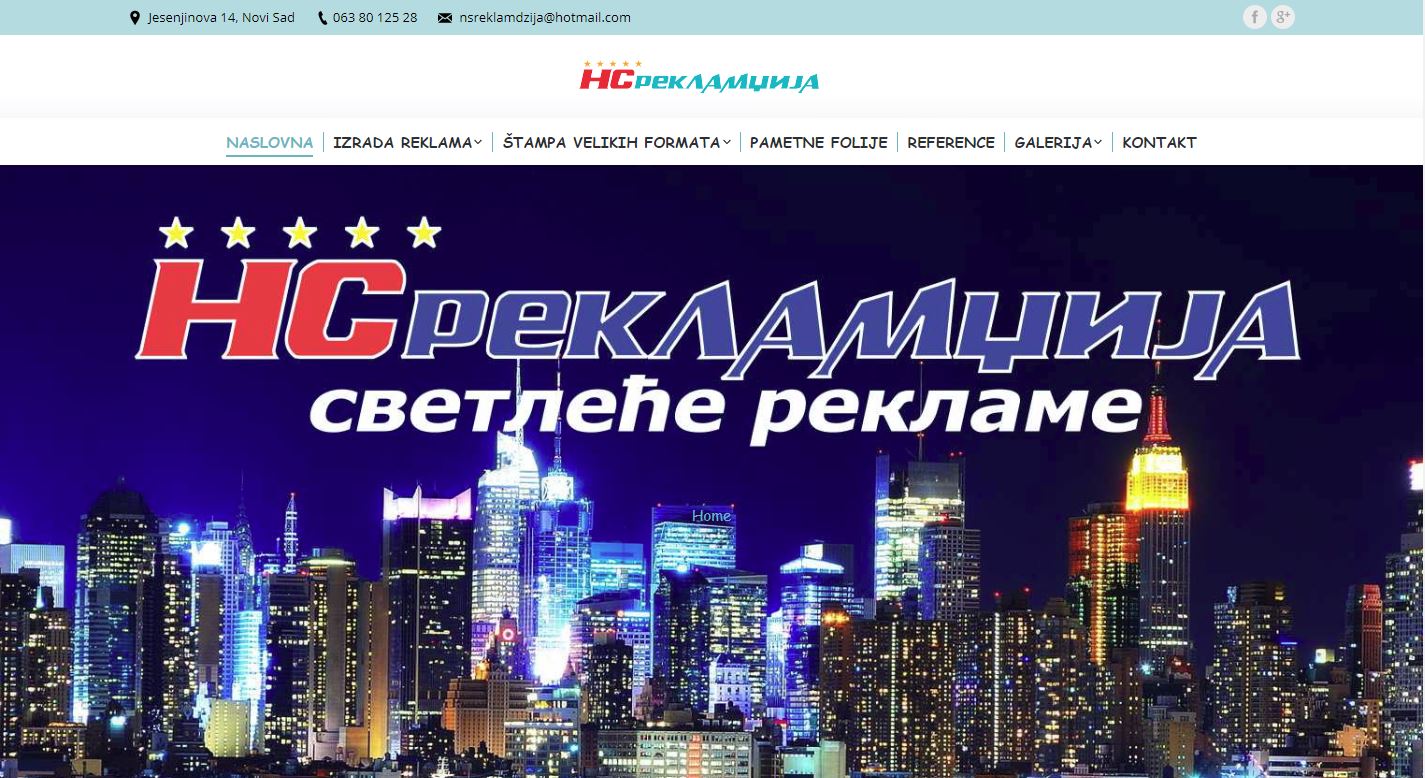 Jesenjinova 14, Novi Sad 063 80 125 28 nsreklamdzija@hotmail.com
НСрекламџија
NASLOVNA IZRADA REKLAMA ŠTAMPA VELIKIH FORMATA PAMETNE FOLIJE REFERENCE GALERIJA KONTAKT
НСрекламџија
светлеће рекламе
Home